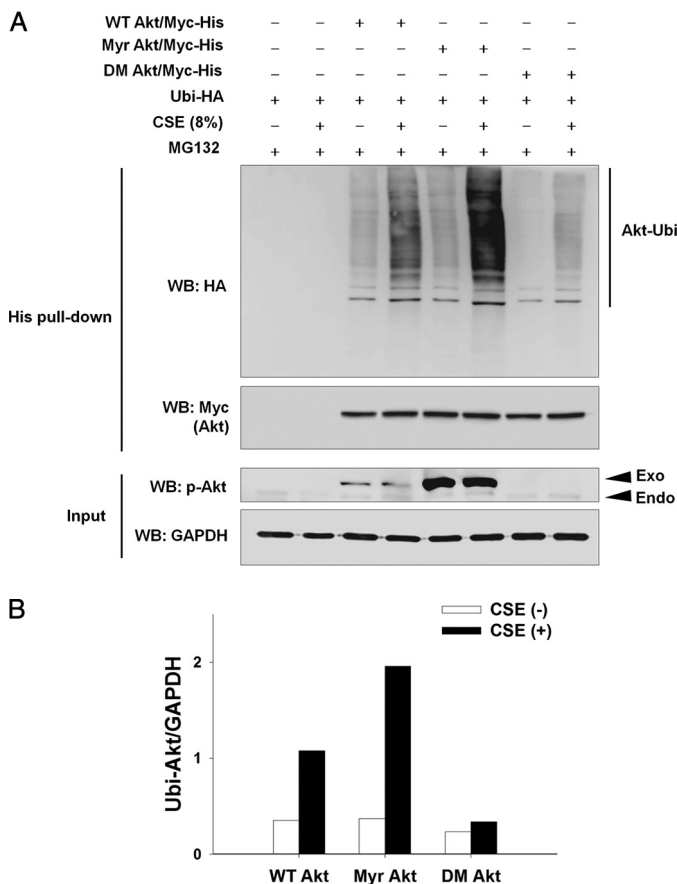 A
WT Akt/Myc-His – – + + – – – –
Myr Akt/Myc-His – – – – + + – –
DM Akt/Myc-His – – – – – – + +
Ubi-HA + + + + + + + +
CSE (8%) – + – + – + – +
MG132 + + + + + + + +
WB: HA
Akt-Ubi
His pull-down
WB: Myc
(Akt)
WB: p-Akt
Exo
Endo
Input
WB: GAPDH
B
CSE (-)
CSE (+)
Ubi-Akt/GAPDH
2
1
0
WT Akt Myr Akt DM Akt